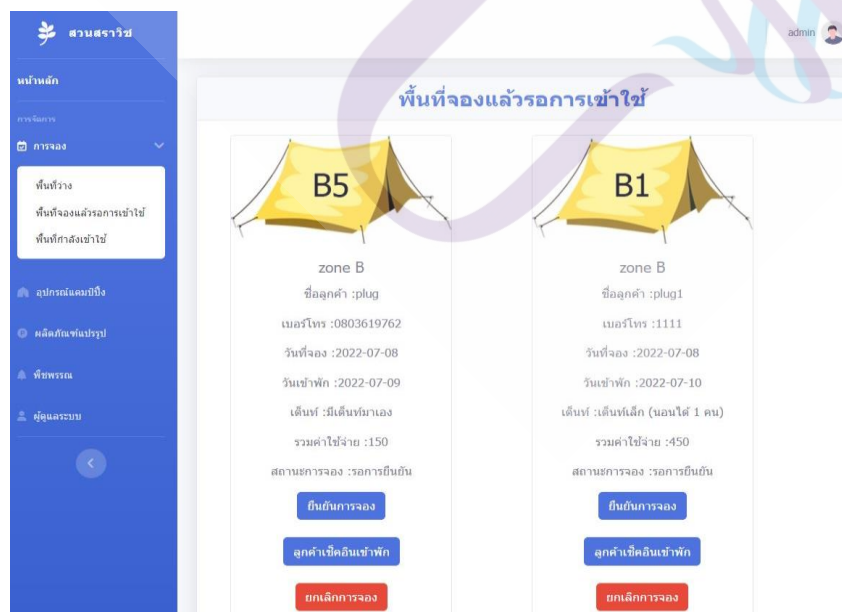 สวนสราวิช
admin
หน้าหลัก
การจัดการ
การจอง
พื้นที่ว่าง
พื้นที่จองแล้วรอการเข้าใช้
พื้นที่กำลังเข้าใช้
อุปกรณ์แคมป์ปิ้ง
ผลิตภัณฑ์แปรรูป
พืชพรรณ
ผู้ดูแลระบบ
พื้นที่จองแล้วรอการเข้าใช้
B5
zone B
ชื่อลูกค้า :plug
เบอร์โทร :0803619762
วันที่จอง :2022-07-08
วันเข้าพัก :2022-07-09
เต็นท์ :มีเต็นท์มาเอง
รวมค่าใช้จ่าย :150
สถานะการจอง :รอการยืนยัน
ยืนยันการจอง
ลูกค้าเช็คอินเข้าพัก
ยกเลิกการจอง
B1
zone B
ชื่อลูกค้า :plug1
เบอร์โทร :1111
วันที่จอง :2022-07-08
วันเข้าพัก :2022-07-10
เต็นท์ :เต็นท์เล็ก (นอนได้ 1 คน)
รวมค่าใช้จ่าย :450
สถานะการจอง :รอการยืนยัน
ยืนยันการจอง
ลูกค้าเช็คอินเข้าพัก
ยกเลิกการจอง